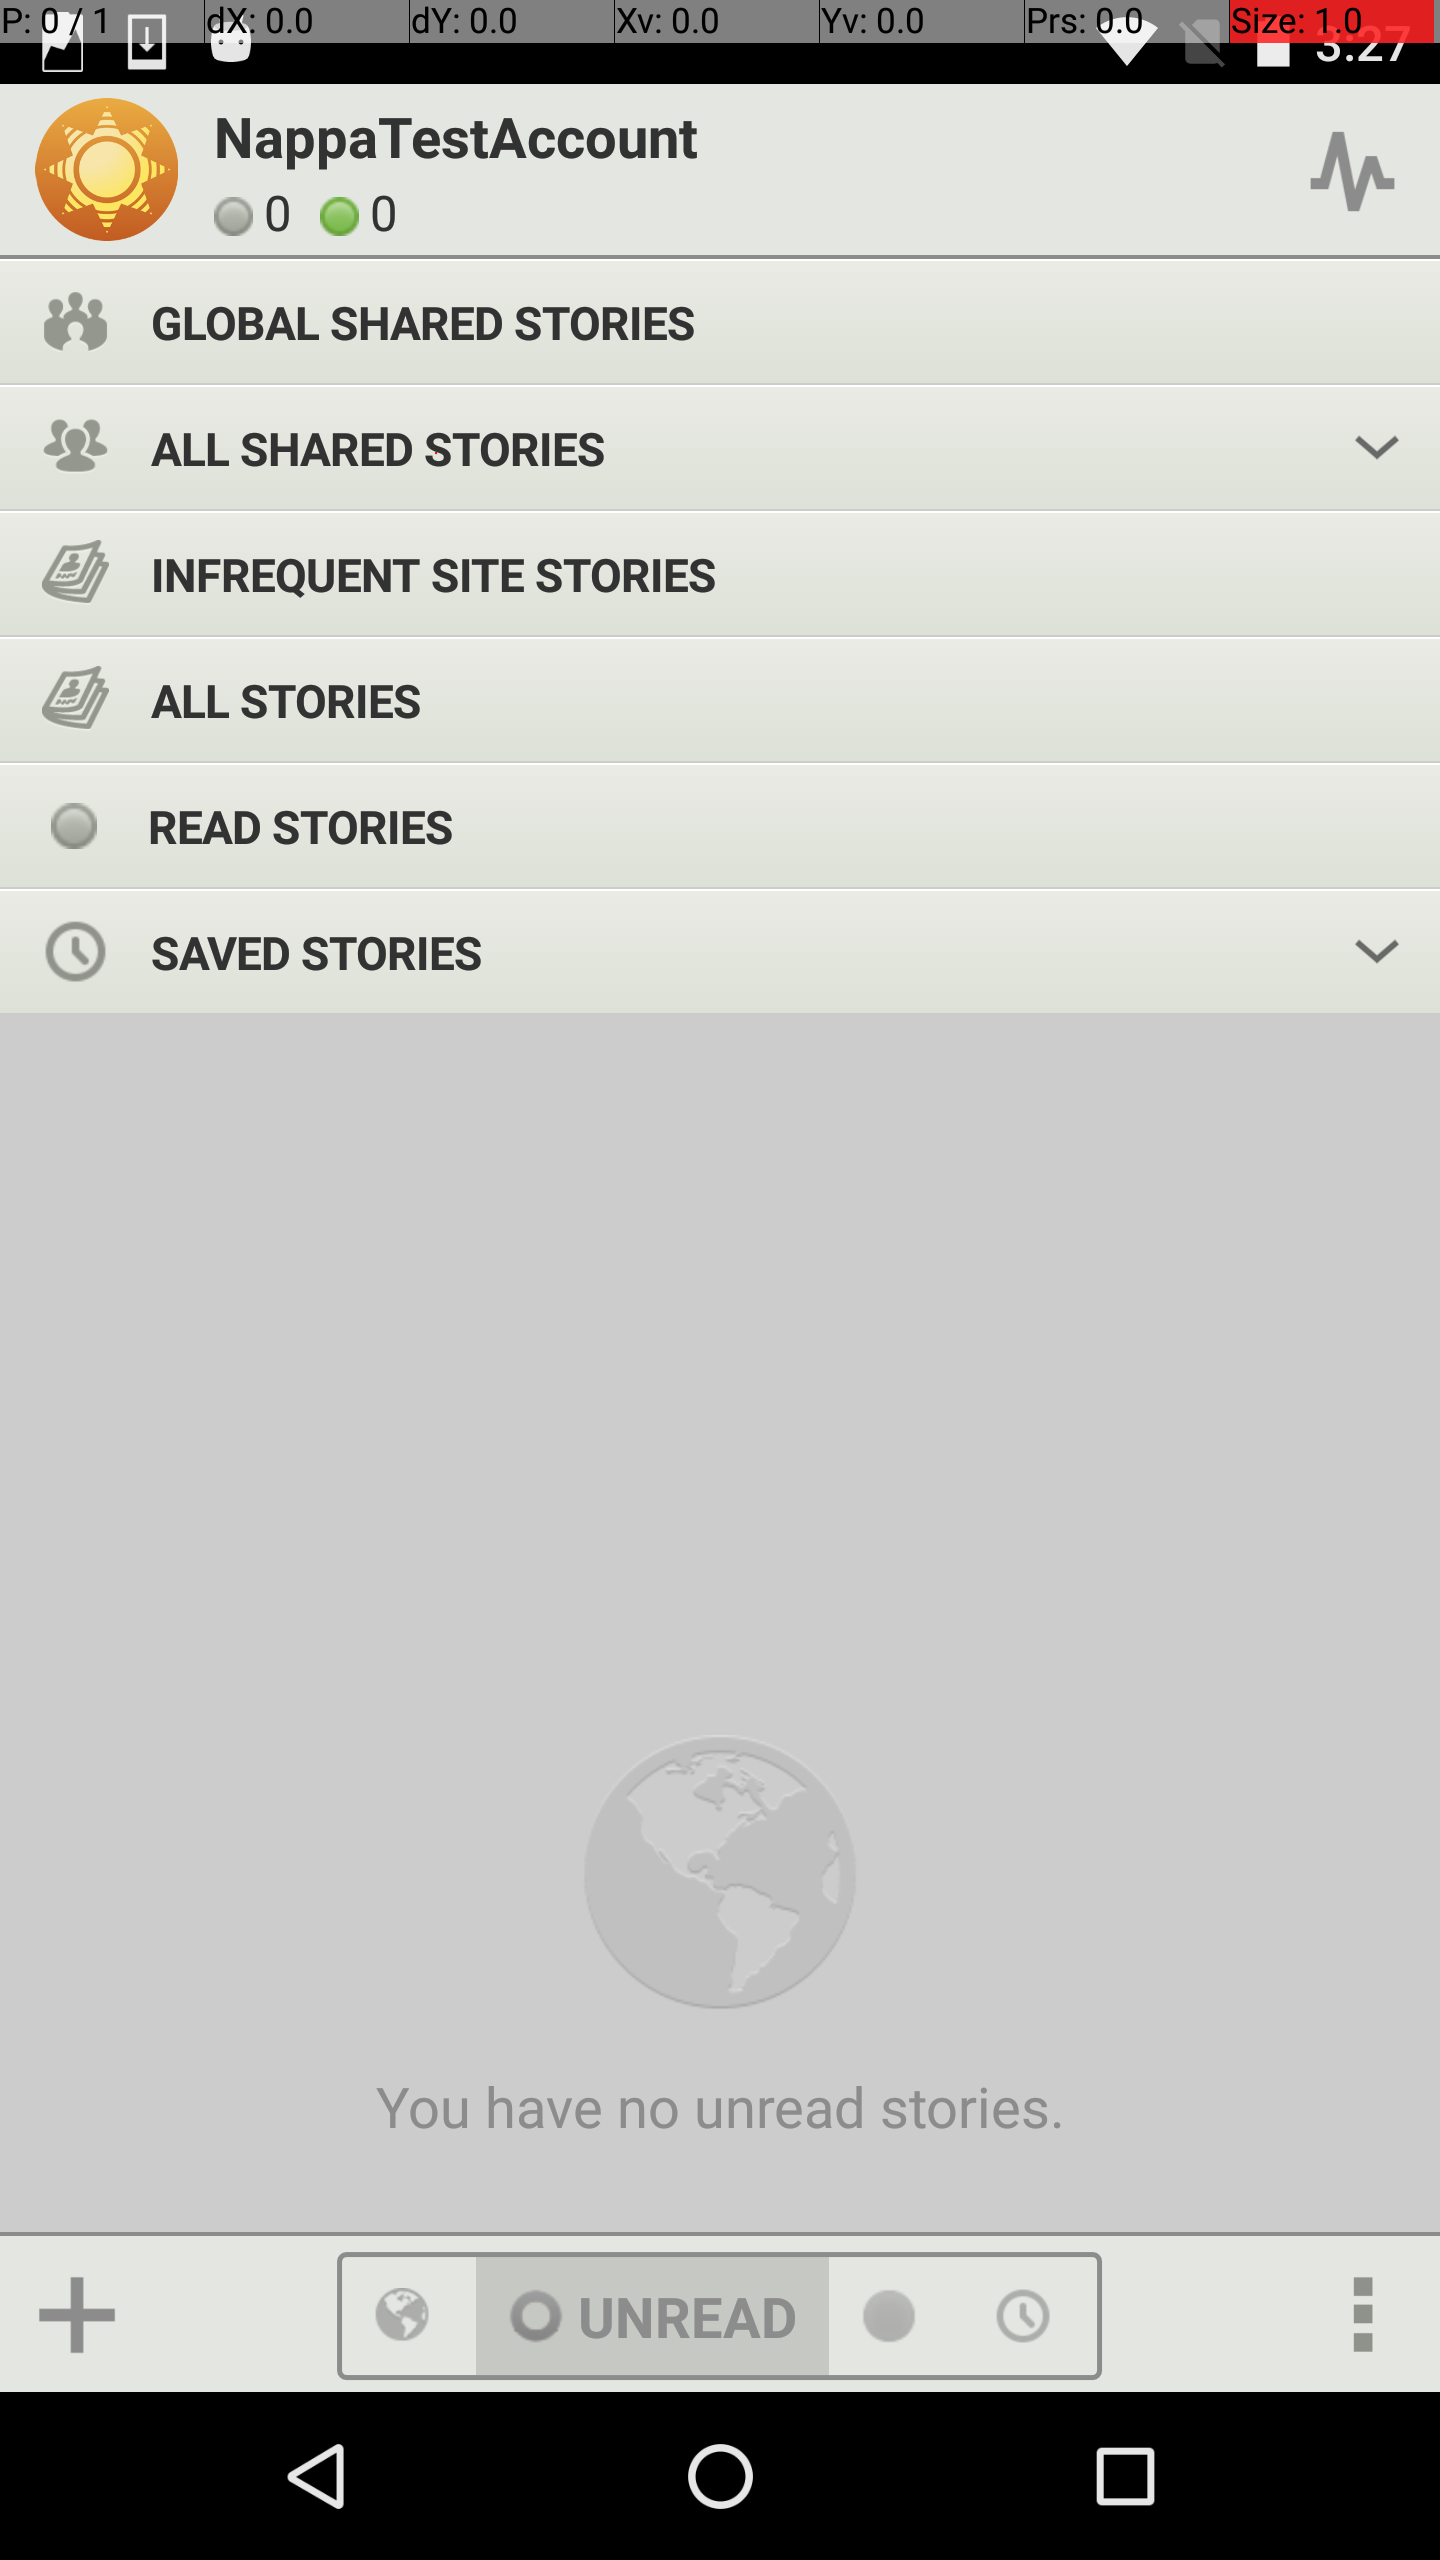 P: 0 / 1 dX: 0.0 dY: 0.0 Xv: 0.0 Yv: 0.0 Prs: 0.0 Size: 1.0
3:27
NappaTestAccount
0 0
GLOBAL SHARED STORIES
ALL SHARED STORIES
INFREQUENT SITE STORIES
ALL STORIES
READ STORIES
SAVED STORIES
You have no unread stories.
UNREAD